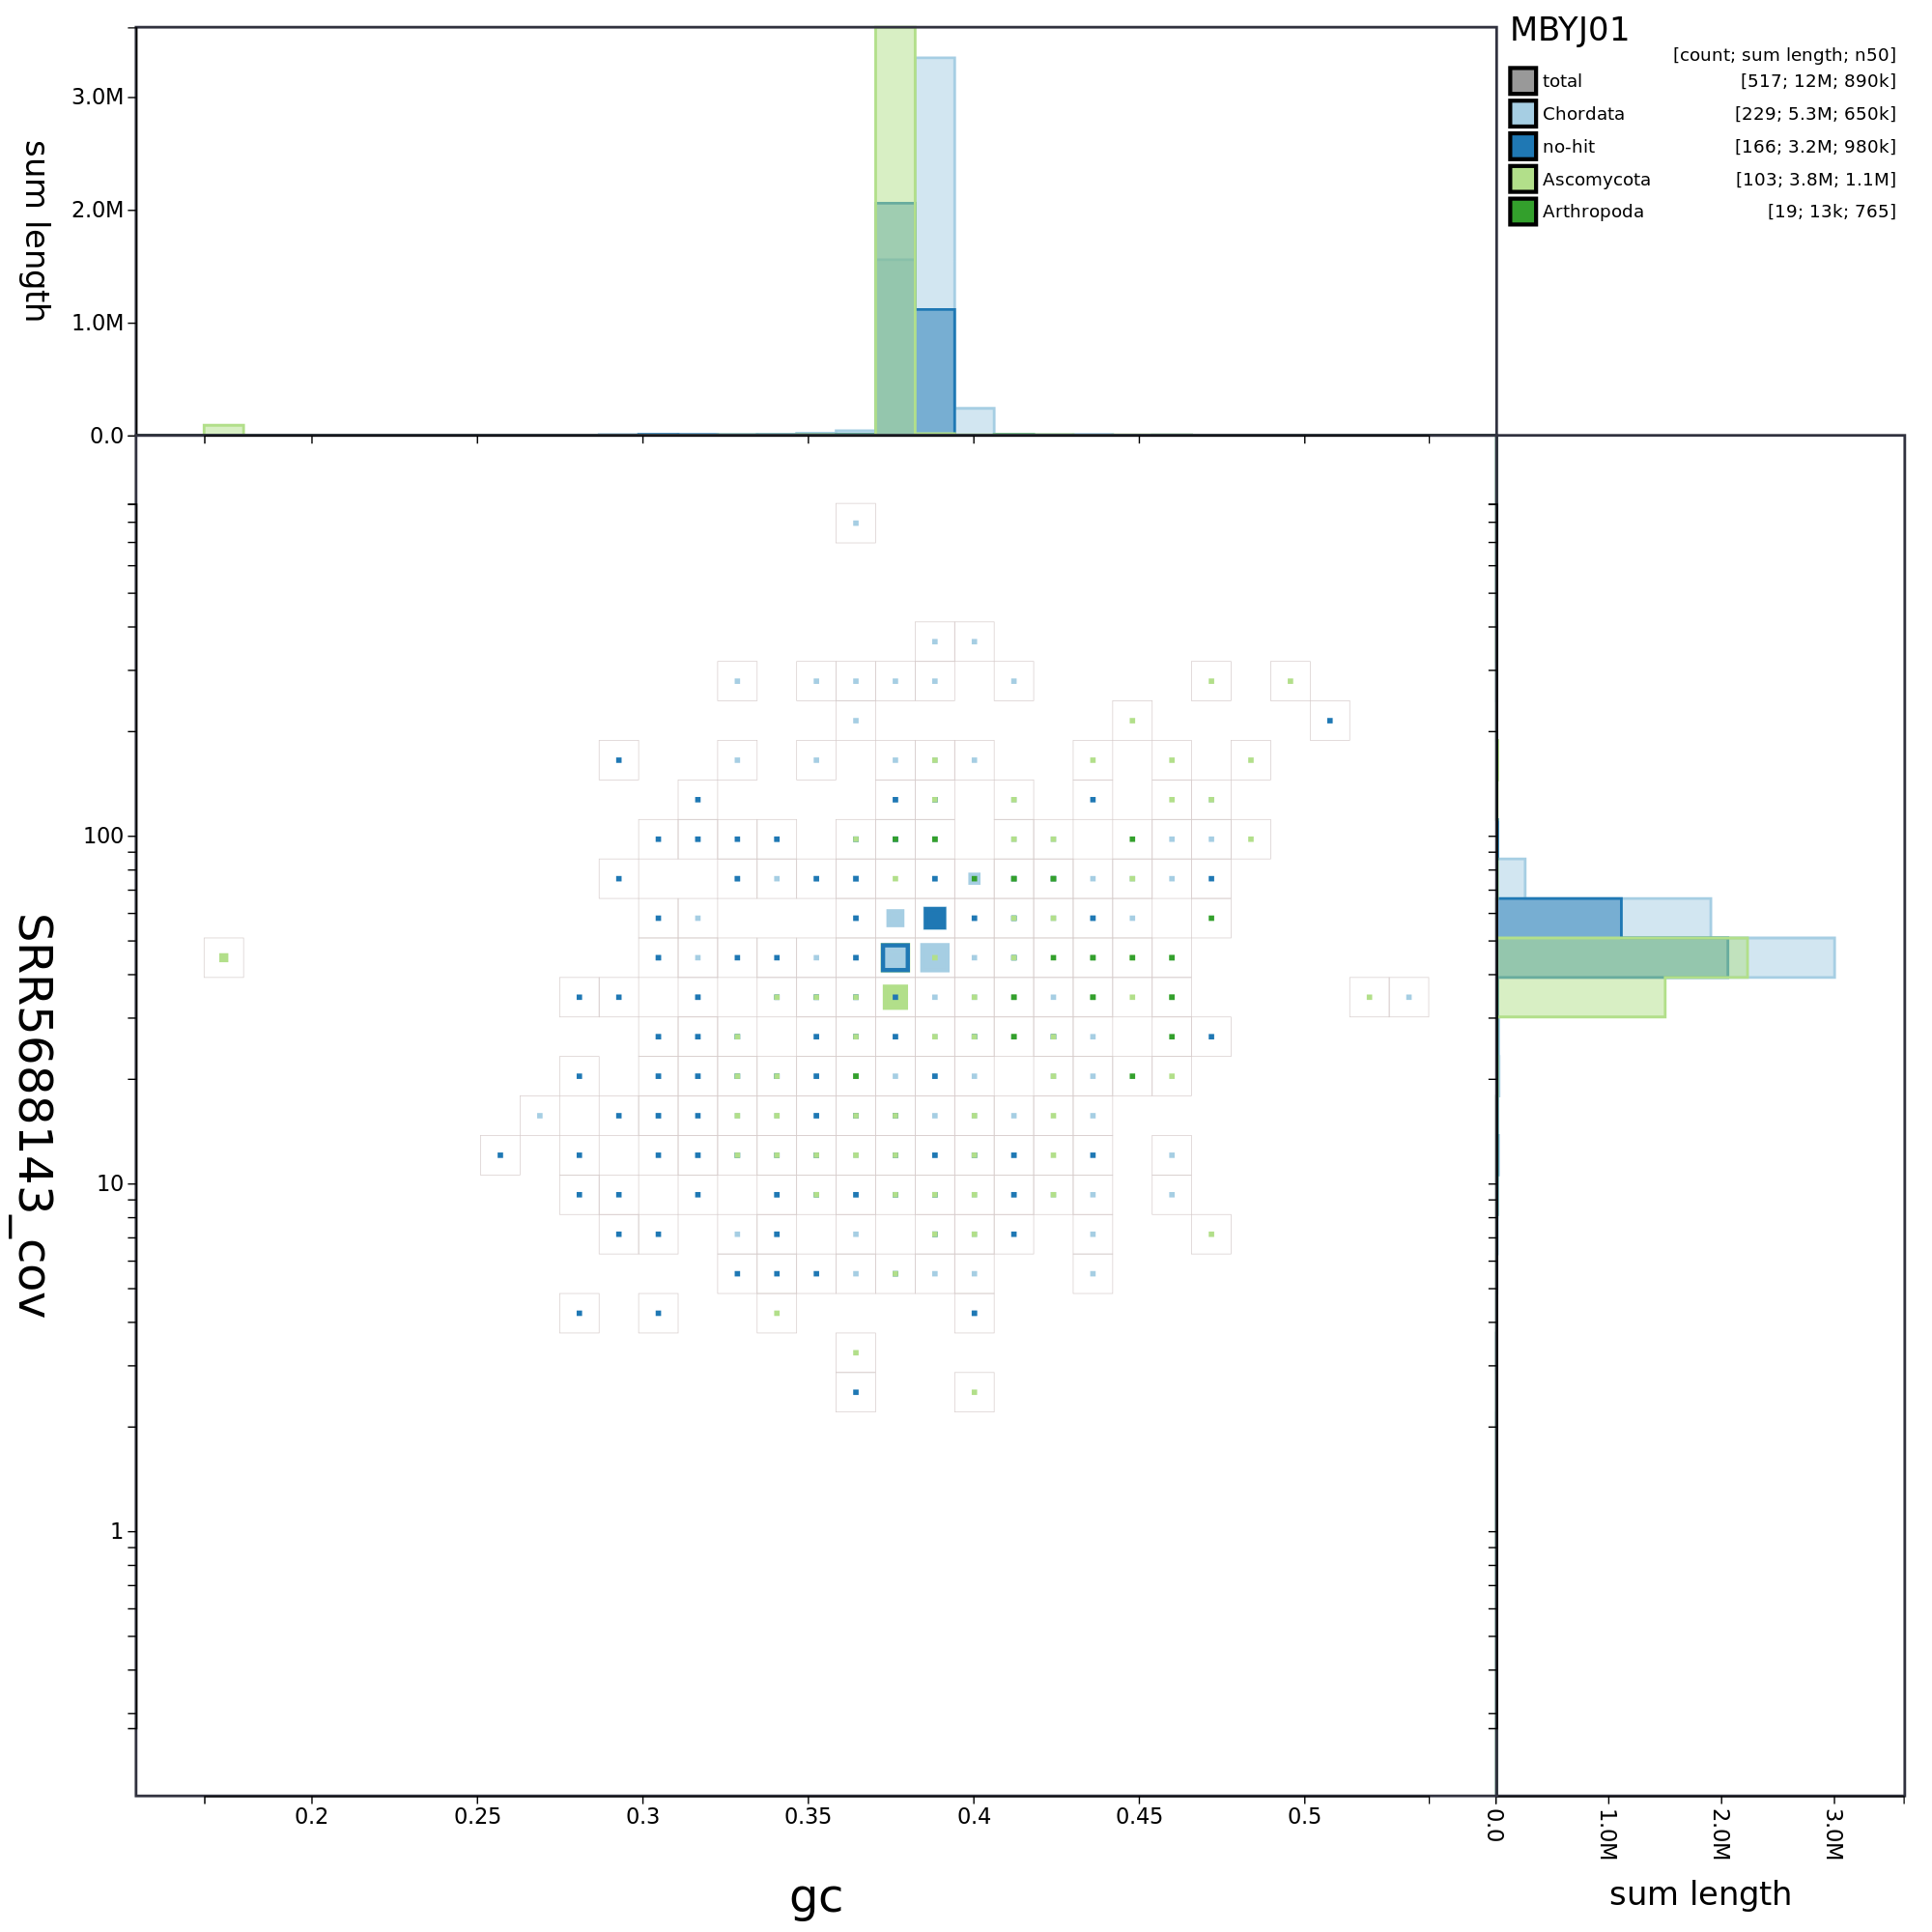 MBYJ01
[count; sum length; n50]
total [517; 12M; 890k]
Chordata [229; 5.3M; 650k]
no-hit [166; 3.2M; 980k]
Ascomycota [103; 3.8M; 1.1M]
Arthropoda [19; 13k; 765]
sum length
3.0M
2.0M
1.0M
0.0
SRR5688143_cov
100
10
1
0.2 0.25 0.3 0.35 0.4 0.45 0.5
gc
0.0 1.0M 2.0M 3.0M
sum length